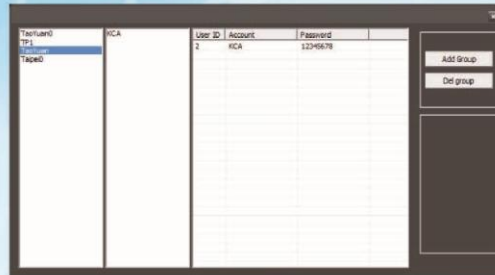 TaoYuan0
TP1
TaoYuan
Taipei0
KCA
User ID Account Password
2 KCA 12345678
Add Group
Del group